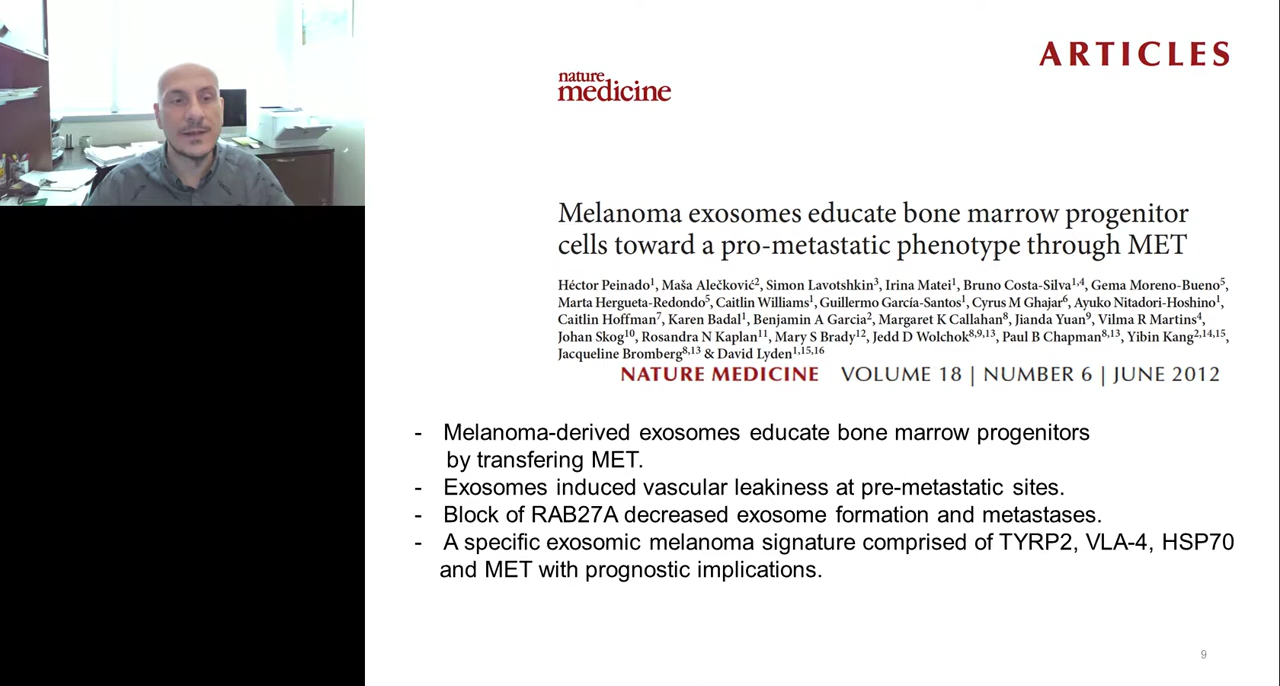 ARTICLES
nature
medicine
Melanoma exosomes educate bone marrow progenitor
cells toward a pro-metastatic phenotype through MET
Héctor Peinado1, Maša Alečković2, Simon Lavotshkin3, Irina Matei1, Bruno Costa-Silva1,4, Gema Moreno-Bueno5,
Marta Hergueta-Redondo5, Caitlin Williams1, Guillermo García-Santos1, Cyrus M Ghajar6, Ayuko Nitadori-Hoshino1,
Caitlin Hoffman7, Karen Badal1, Benjamin A Garcia2, Margaret K Callahan8, Jianda Yuan9, Vilma R Martins4,
Johan Skog10, Rosandra N Kaplan11, Mary S Brady12, Jedd D Wolchok8,9,13, Paul B Chapman8,13, Yibin Kang2,14,15,
Jacqueline Bromberg8,13 & David Lyden1,15,16
NATURE MEDICINE VOLUME 18 | NUMBER 6 | JUNE 2012
- Melanoma-derived exosomes educate bone marrow progenitors
by transfering MET.
- Exosomes induced vascular leakiness at pre-metastatic sites.
- Block of RAB27A decreased exosome formation and metastases.
- A specific exosomic melanoma signature comprised of TYRP2, VLA-4, HSP70
and MET with prognostic implications.
9